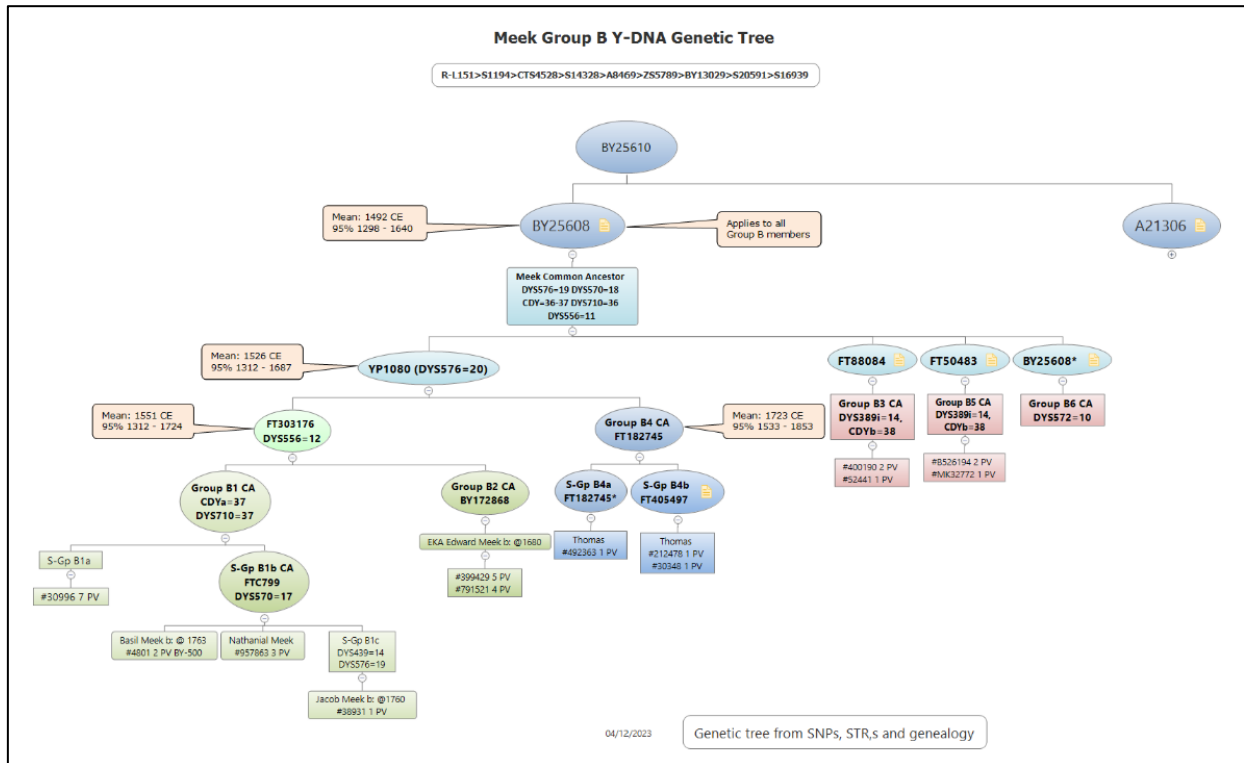 Meek Group B Y-DNA Genetic Tree
R-L151>S1194>CTS4528>S14328>A8469>ZS5789>BY13029>S20591>S16939
BY25610
Mean: 1492 CE
95% 1298 - 1640
BY25608
Applies to all
Group B members
A21306
Meek Common Ancestor
DYS576=19 DYS570=18
CDY=36-37 DYS710=36
DYS556=11
Mean: 1526 CE
95% 1312 - 1687
YP1080 (DYS576=20)
FT88084
FT50483
BY25608*
Group B3 CA
DYS389i=14,
CDYb=38
Group B5 CA
DYS389i=14,
CDYb=38
Group B6 CA
DYS572=10
Mean: 1551 CE
95% 1312 - 1724
FT303176
DYS556=12
Group B4 CA
FT182745
Mean: 1723 CE
95% 1533 - 1853
#400190 2 PV
#52441 1 PV
#B526194 2 PV
#MK32772 1 PV
Group B1 CA
CDYa=37
DYS710=37
Group B2 CA
BY172868
S-Gp B4a
FT182745*
S-Gp B4b
FT405497
EKA Edward Meek b: @1680
Thomas
#492363 1 PV
Thomas
#212478 1 PV
#30348 1 PV
S-Gp B1a
#30996 7 PV
S-Gp B1b CA
FTC799
DYS570=17
#399429 5 PV
#791521 4 PV
Basil Meek b: @ 1763
#4801 2 PV BY-500
Nathanial Meek
#957863 3 PV
S-Gp B1c
DYS439=14
DYS576=19
Jacob Meek b: @1760
#38931 1 PV
04/12/2023
Genetic tree from SNPs, STR,s and genealogy